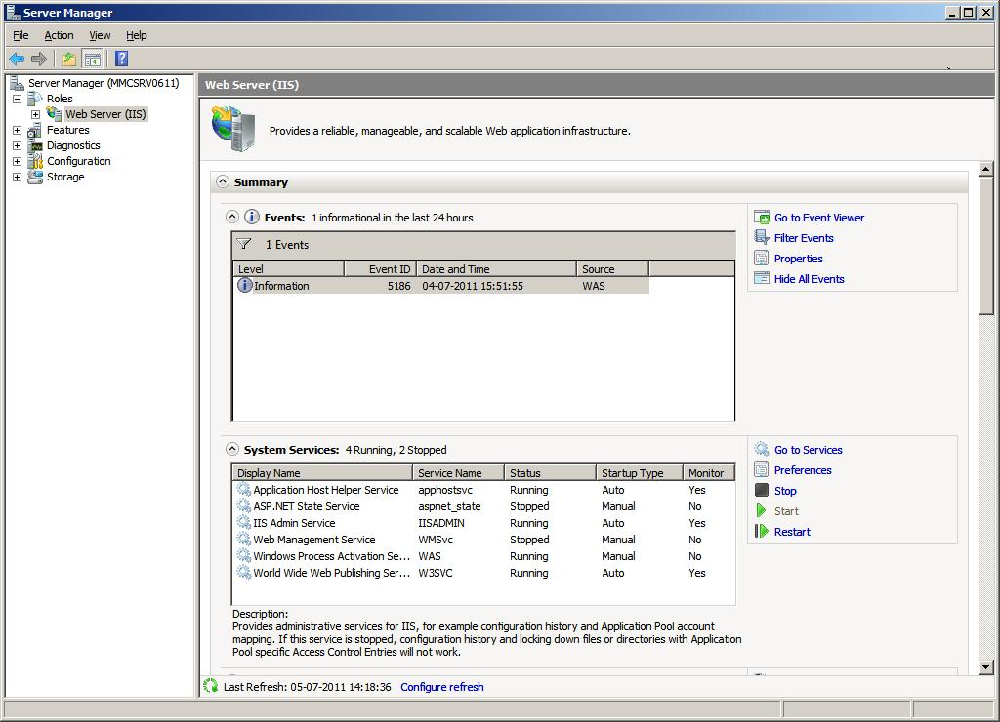 Server Manager
File Action View Help
Server Manager (MMCSRV0611)
Roles
Web Server (IIS)
Features
Diagnostics
Configuration
Storage
Web Server (IIS)
Provides a reliable, manageable, and scalable Web application infrastructure.
Summary
Events: 1 informational in the last 24 hours
1 Events
Level Event ID Date and Time Source
Information 5186 04-07-2011 15:51:55 WAS
Go to Event Viewer
Filter Events
Properties
Hide All Events
System Services: 4 Running, 2 Stopped
Display Name Service Name Status Startup Type Monitor
Application Host Helper Service apphostsvc Running Auto Yes
ASP.NET State Service aspnet_state Stopped Manual No
IIS Admin Service IISADMIN Running Auto Yes
Web Management Service WMSvc Stopped Manual No
Windows Process Activation Se... WAS Running Manual No
World Wide Web Publishing Ser... W3SVC Running Auto Yes
Go to Services
Preferences
Stop
Start
Restart
Description:
Provides administrative services for IIS, for example configuration history and Application Pool account
mapping. If this service is stopped, configuration history and locking down files or directories with Application
Pool specific Access Control Entries will not work.
Last Refresh: 05-07-2011 14:18:36 Configure refresh